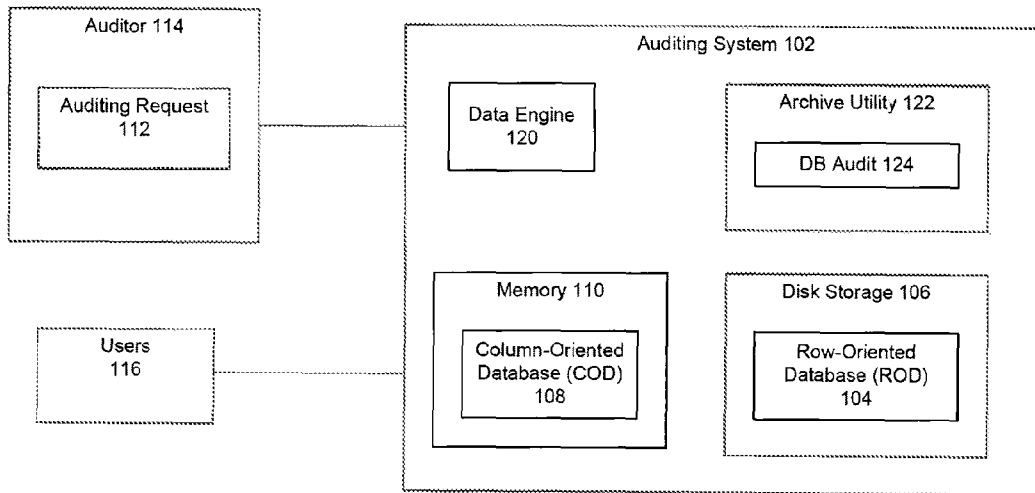 Auditor 114
Auditing Request
112
Auditing System 102
Data Engine
120
Archive Utility 122
DB Audit 124
Users
116
Memory 110
Column-Oriented
Database (COD)
108
Disk Storage 106
Row-Oriented
Database (ROD)
104